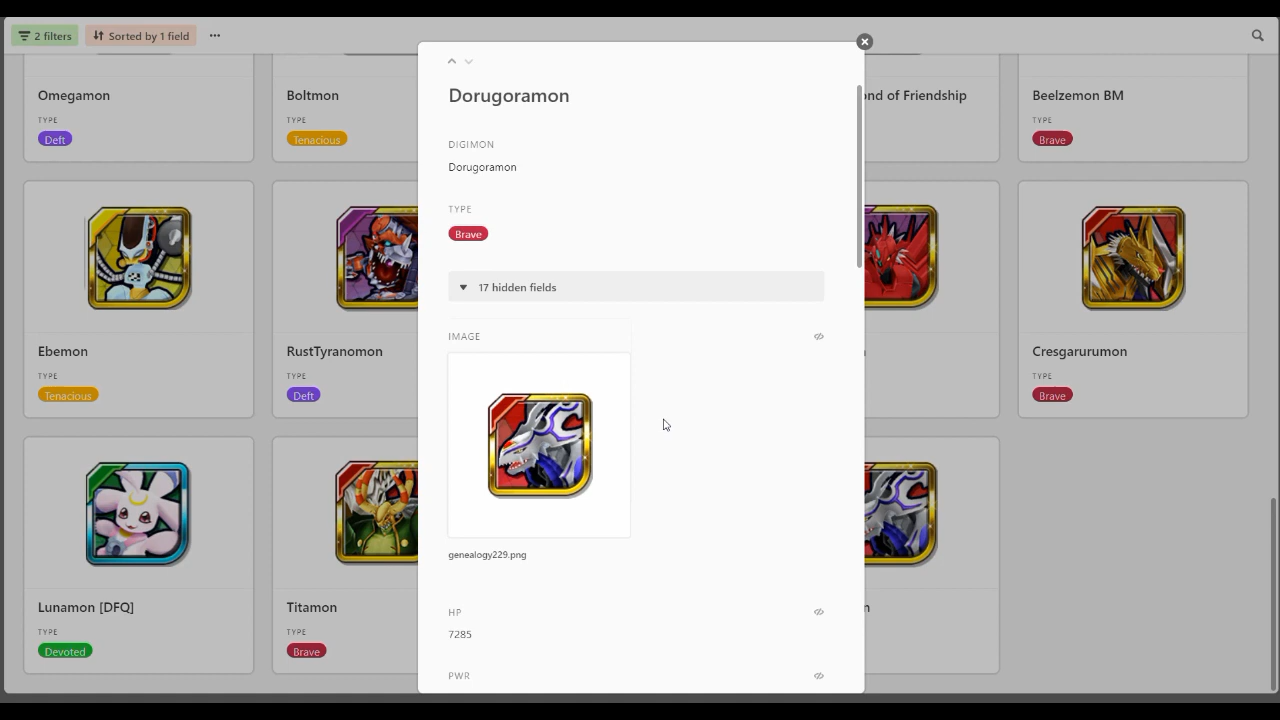 2 filters
Sorted by 1 field
Omegamon
TYPE
Deft
Boltmon
TYPE
Tenacious
nd of Friendship
Beelzemon BM
TYPE
Brave
Ebemon
TYPE
Tenacious
RustTyranomon
TYPE
Deft
Cresgarurumon
TYPE
Brave
Lunamon [DFQ]
TYPE
Devoted
Titamon
TYPE
Brave
Dorugoramon
DIGIMON
Dorugoramon
TYPE
Brave
17 hidden fields
IMAGE
genealogy229.png
HP
7285
PWR